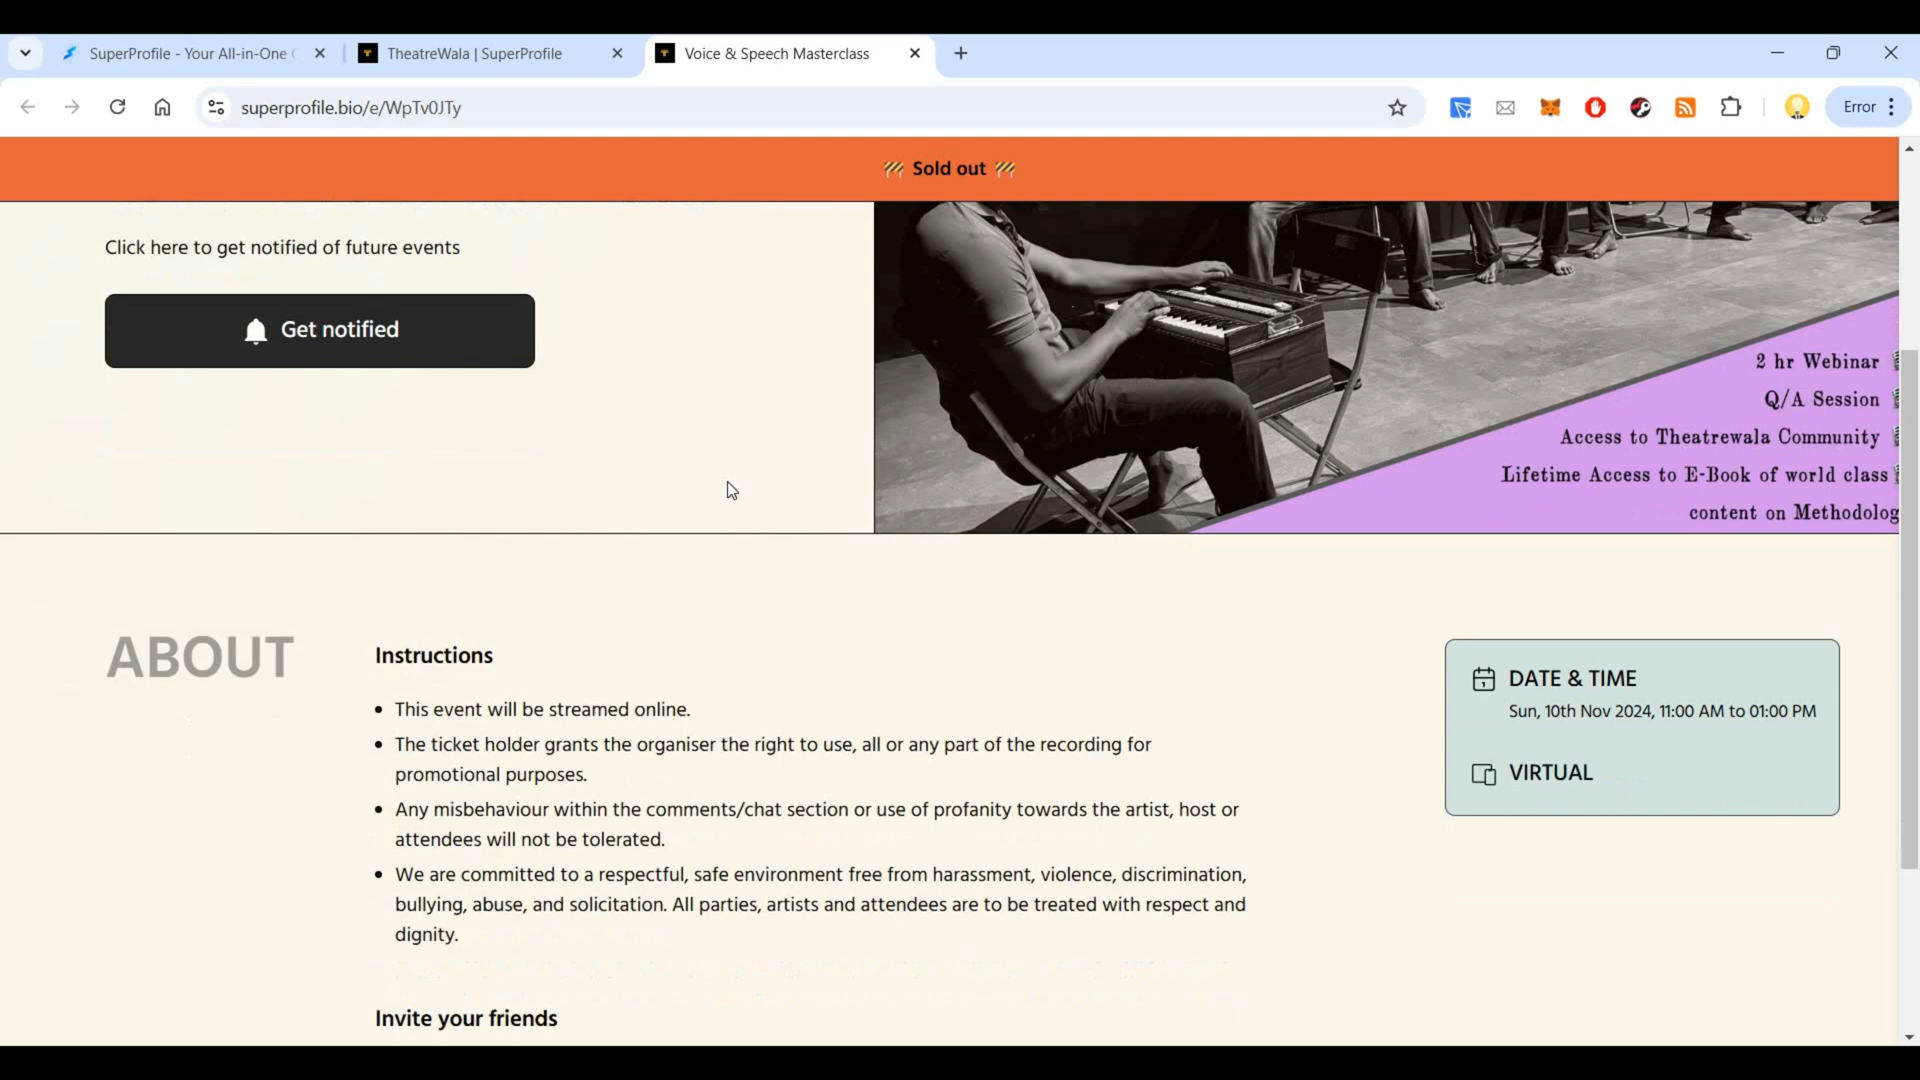 SuperProfile - Your All-in-One
TheatreWala | SuperProfile
Voice & Speech Masterclass
superprofile.bio/e/WpTv0JTy
Error
Sold out
Click here to get notified of future events
Get notified
2 hr Webinar
Q/A Session
Access to Theatrewala Community
Lifetime Access to E-Book of world class
content on Methodolog
ABOUT
Instructions
• This event will be streamed online.
• The ticket holder grants the organiser the right to use, all or any part of the recording for
promotional purposes.
• Any misbehaviour within the comments/chat section or use of profanity towards the artist, host or
attendees will not be tolerated.
• We are committed to a respectful, safe environment free from harassment, violence, discrimination,
bullying, abuse, and solicitation. All parties, artists and attendees are to be treated with respect and
dignity.
Invite your friends
DATE & TIME
Sun, 10th Nov 2024, 11:00 AM to 01:00 PM
VIRTUAL